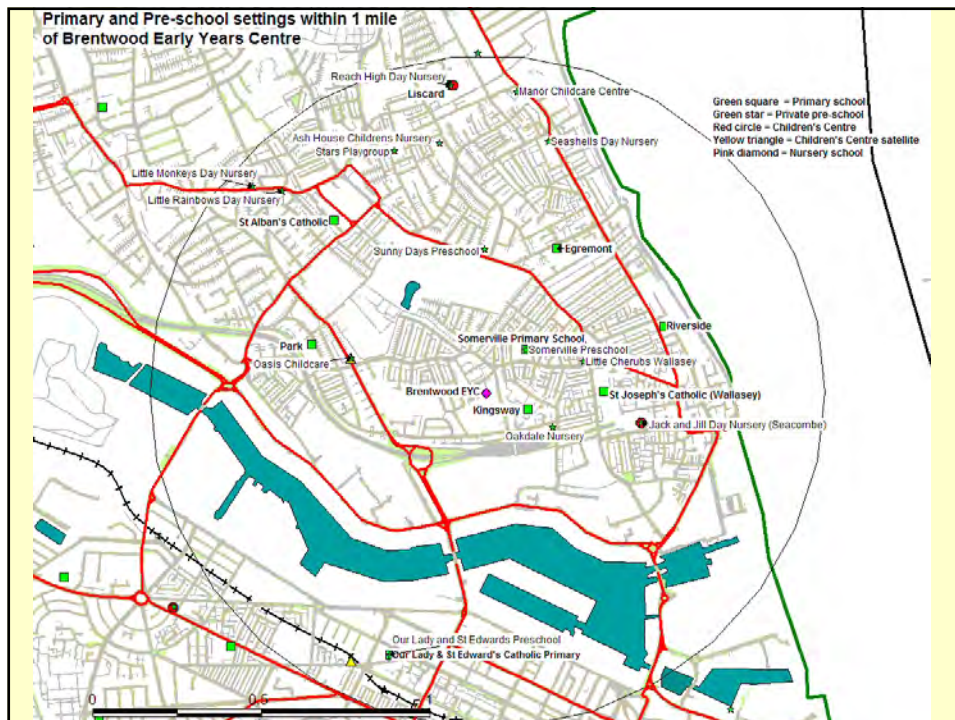 Primary and Pre-school settings within 1 mile
of Brentwood Early Years Centre
Reach High Day Nursery
Liscard
Manor Childcare Centre
Green square = Primary school
Green star = Private pre-school
Red circle = Children's Centre
Yellow triangle = Children's Centre satellite
Pink diamond = Nursery school
Ash House Childrens Nursery
Stars Playgroup
Seashells Day Nursery
Little Monkeys Day Nursery
Little Rainbows Day Nursery
St Alban's Catholic
Sunny Days Preschool
Egremont
Riverside
Park
Somerville Primary School,
Somerville Preschool
Oasis Childcare
Little Cherubs Wallasey
Brentwood EYC
St Joseph's Catholic (Wallasey)
Kingsway
Jack and Jill Day Nursery (Seacombe)
Oakdale Nursery
Our Lady and St Edwards Preschool
Our Lady & St Edward's Catholic Primary
0 0.5 1